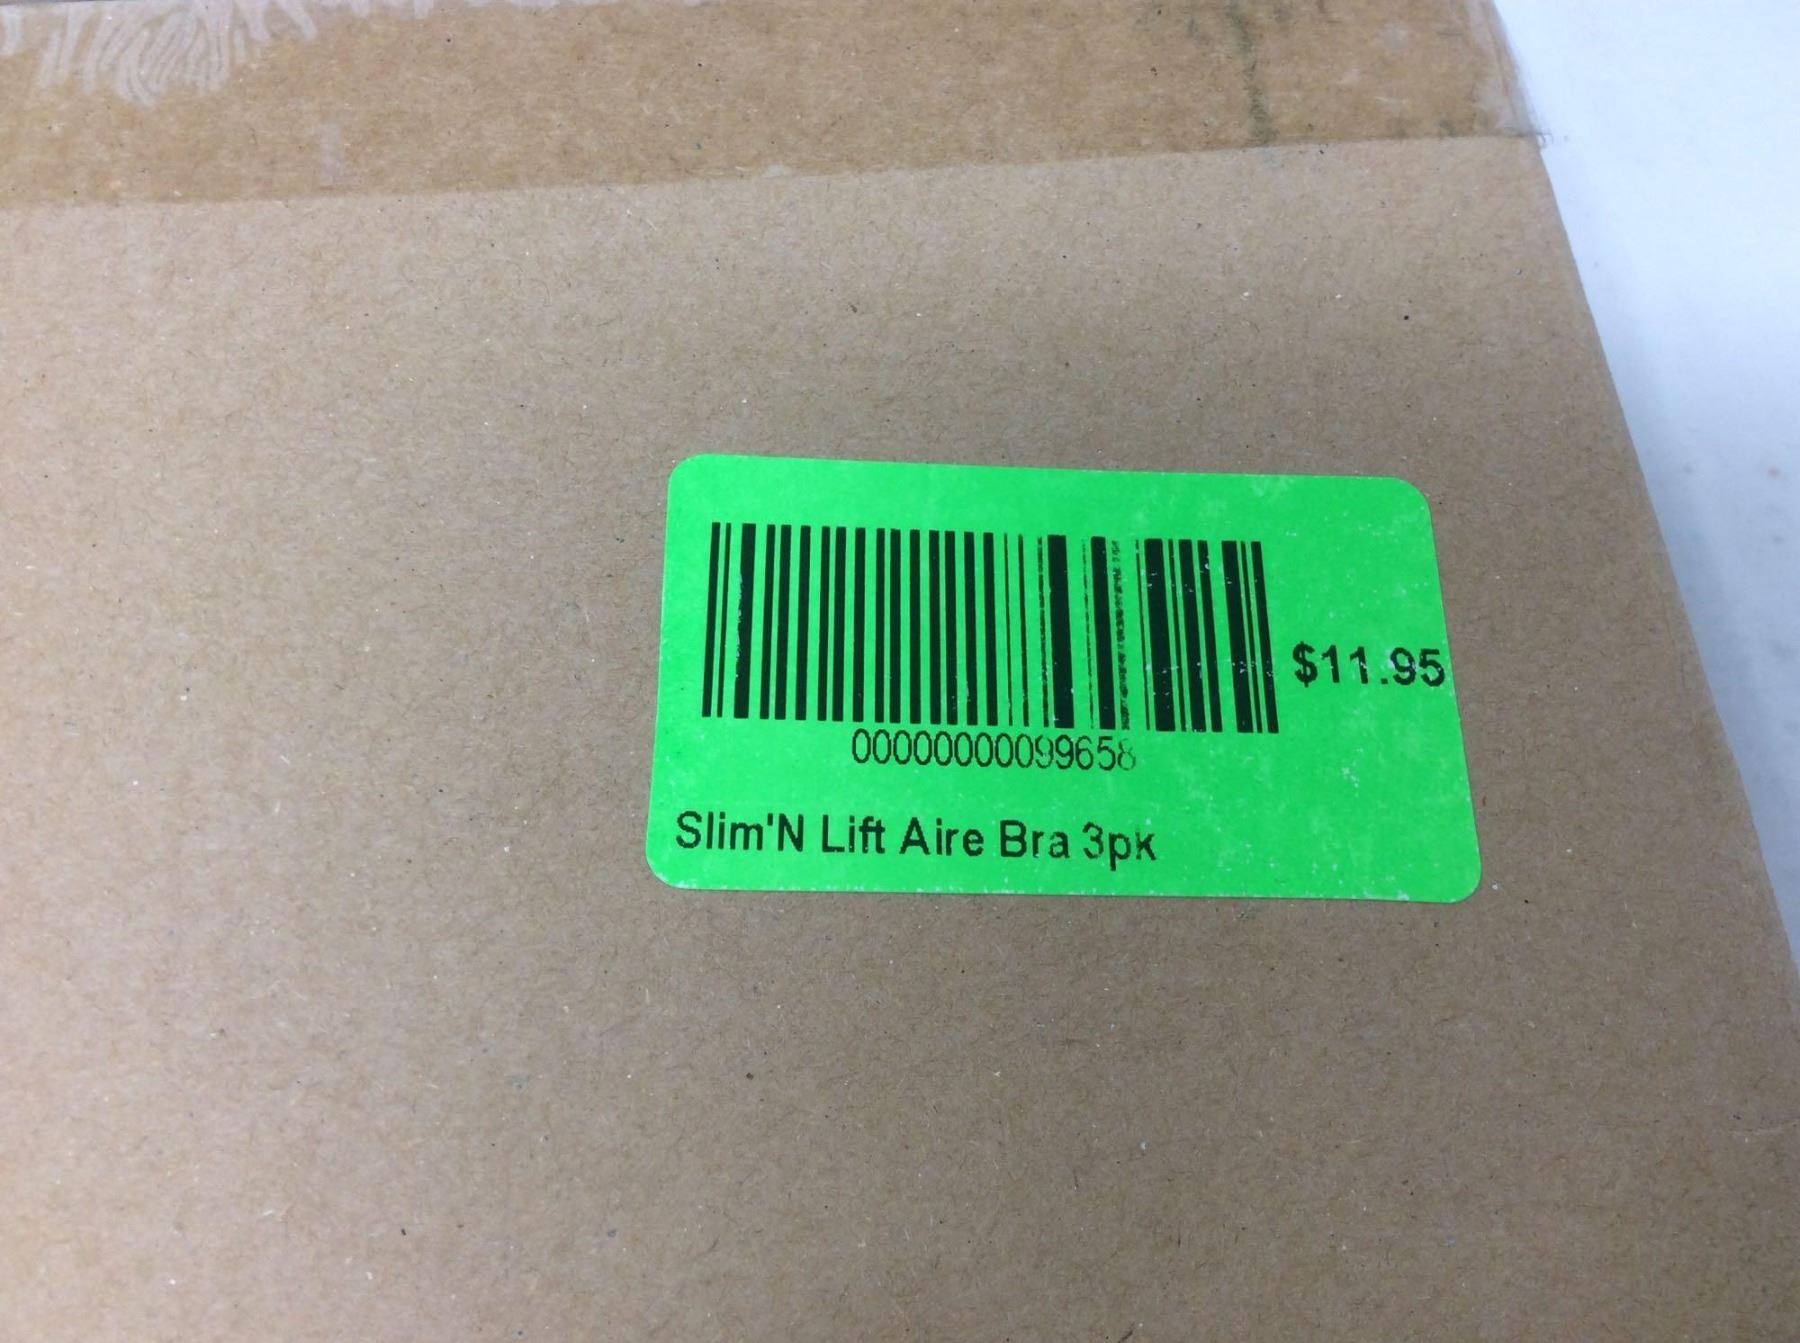 $11.95
00000000099658
Slim'N Lift Aire Bra 3pk